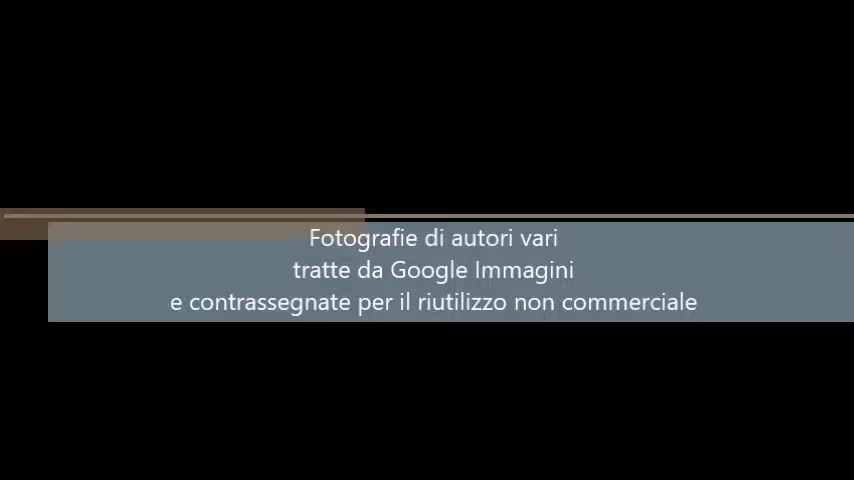 Fotografie di autori vari
tratte da Google Immagini
e contrassegnate per il riutilizzo non commerciale